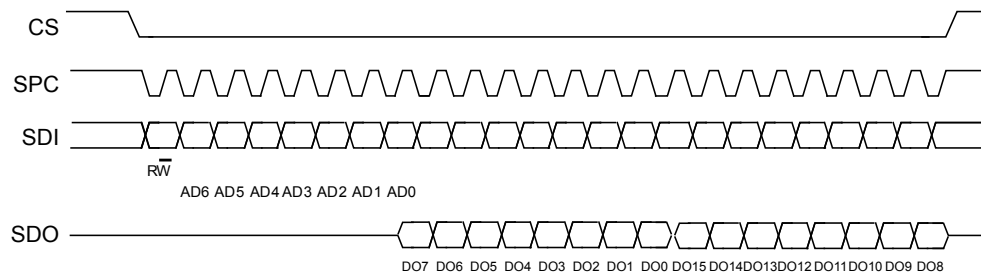 CS
SPC
SDI
RW
AD6 AD5 AD4 AD3 AD2 AD1 AD0
SDO
DO7 DO6 DO5 DO4 DO3 DO2 DO1 DO0 DO15 DO14 DO13 DO12 DO11 DO10 DO9 DO8